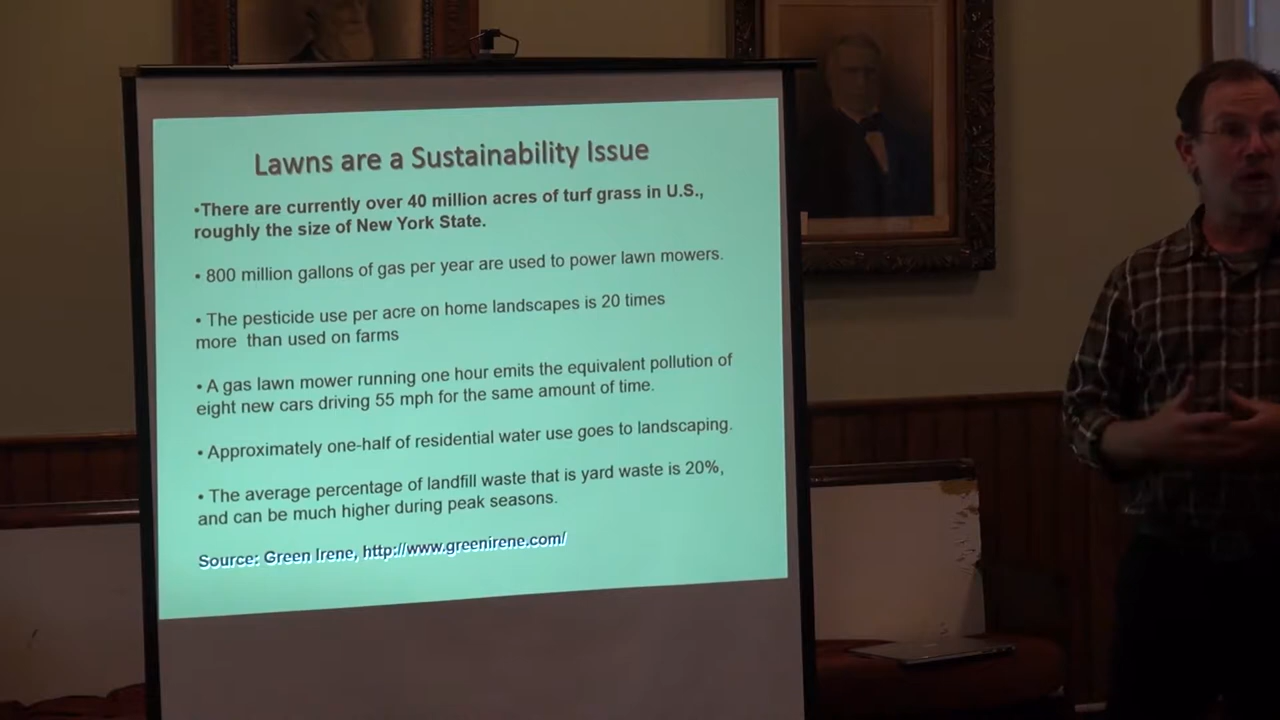 Lawns are a Sustainability Issue
•There are currently over 40 million acres of turf grass in U.S.,
roughly the size of New York State.
• 800 million gallons of gas per year are used to power lawn mowers.
• The pesticide use per acre on home landscapes is 20 times
more than used on farms
• A gas lawn mower running one hour emits the equivalent pollution of
eight new cars driving 55 mph for the same amount of time.
• Approximately one-half of residential water use goes to landscaping.
• The average percentage of landfill waste that is yard waste is 20%,
and can be much higher during peak seasons.
Source: Green Irene, http://www.greenirene.com/